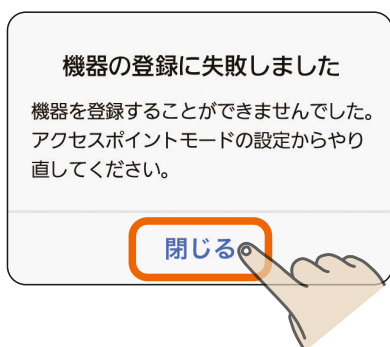 機器の登録に失敗しました
機器を登録することができませんでした。
アクセスポイントモードの設定からやり
直してください。
閉じる